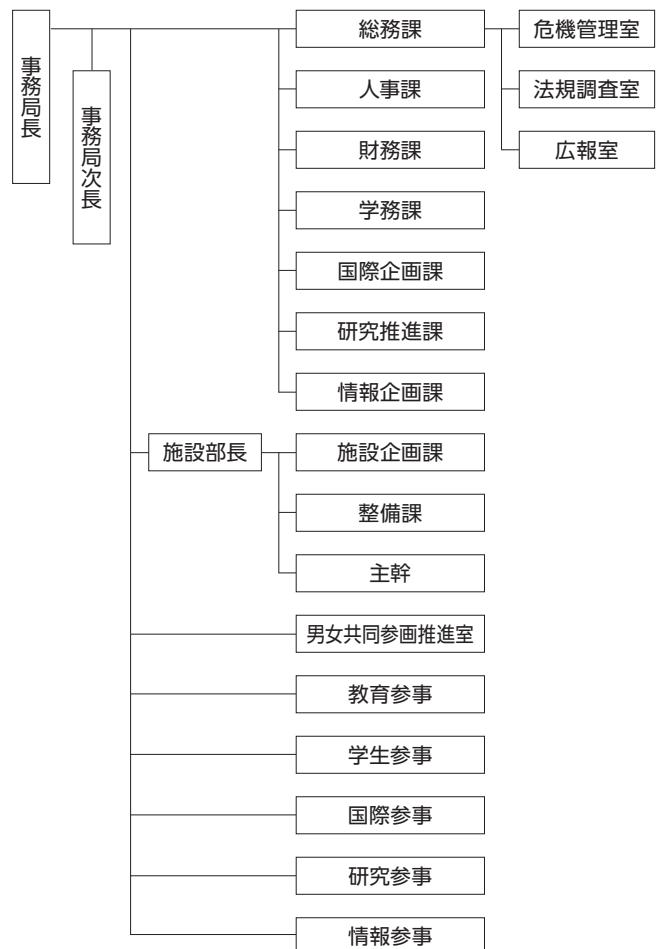 事務局長
事務局次長
総務課
危機管理室
人事課
法規調査室
財務課
広報室
学務課
国際企画課
研究推進課
情報企画課
施設部長
施設企画課
整備課
主幹
男女共同参画推進室
教育参事
学生参事
国際参事
研究参事
情報参事